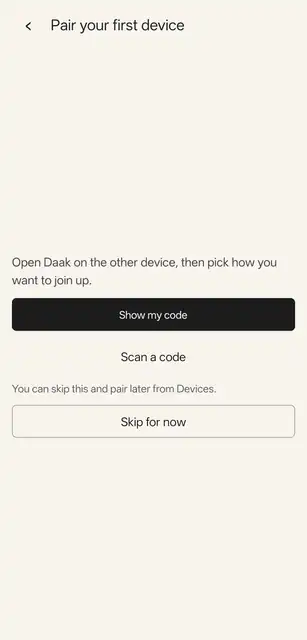 Pair your first device
Open Daak on the other device, then pick how you
want to join up.
Show my code
Scan a code
You can skip this and pair later from Devices.
Skip for now